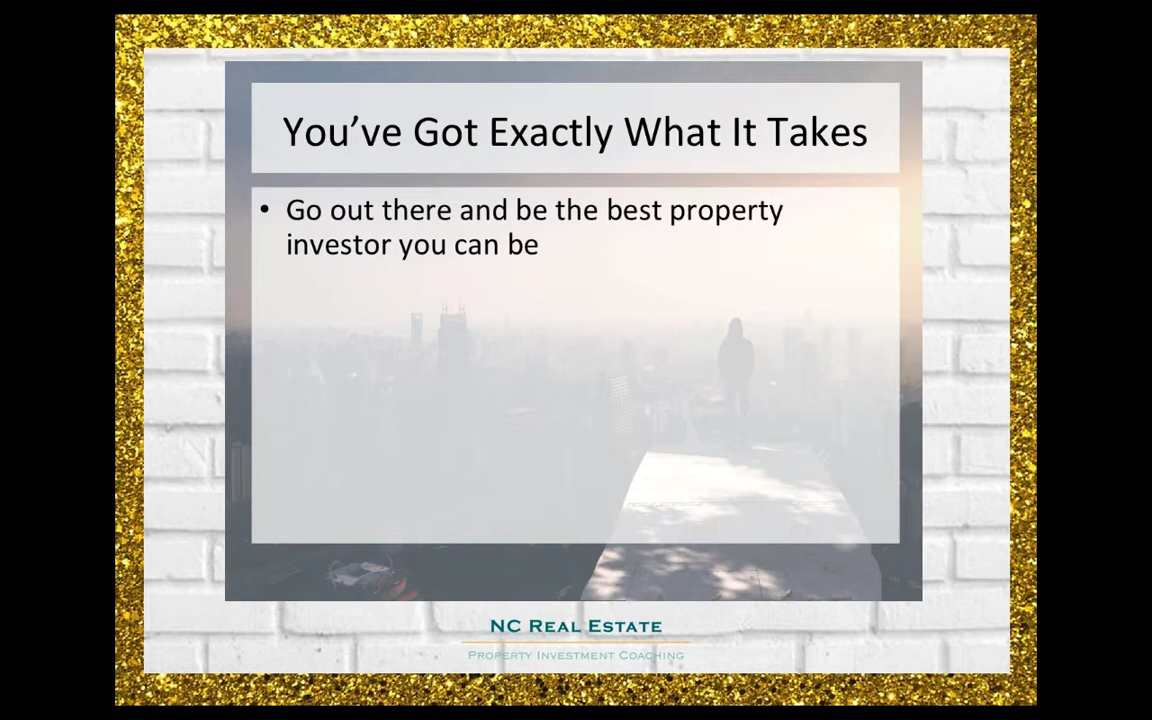 You’ve Got Exactly What It Takes
• Go out there and be the best property
investor you can be
NC Real Estate
Property Investment Coaching